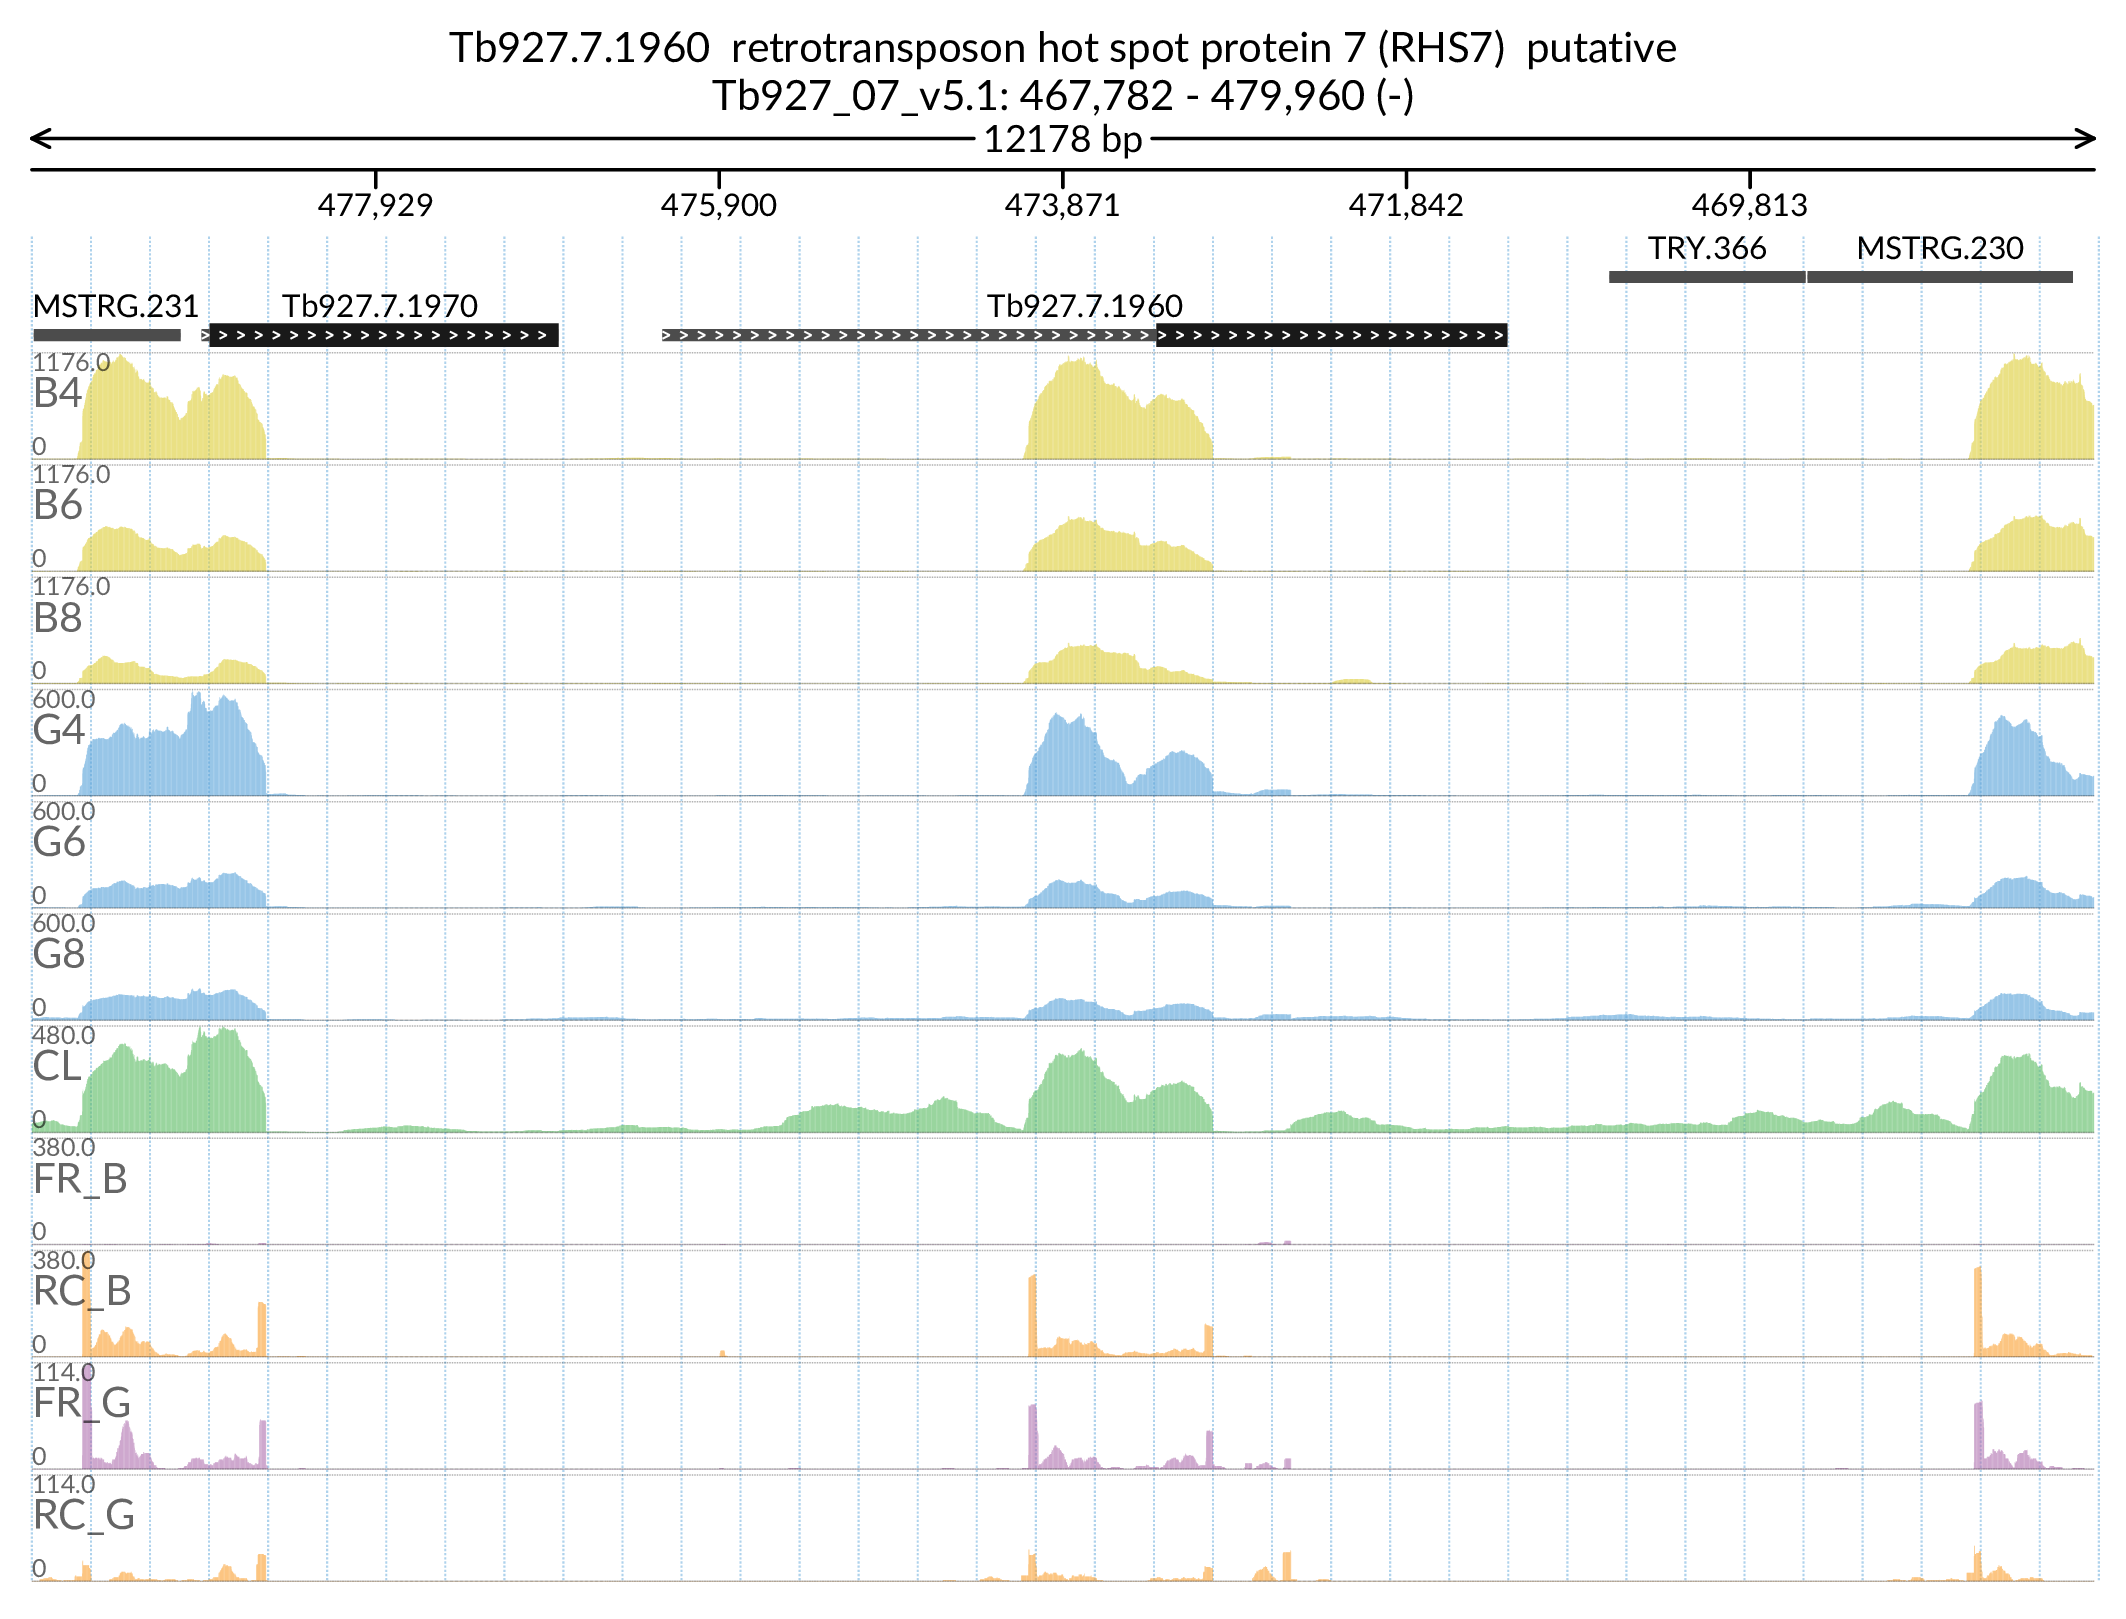 Tb927.7.1960 retrotransposon hot spot protein 7 (RHS7) putative
Tb927_07_v5.1: 467,782 - 479,960 (-)
12178 bp
477,929 475,900 473,871 471,842 469,813
TRY.366 MSTRG.230
MSTRG.231 Tb927.7.1970 Tb927.7.1960
1176.0
B4
0
1176.0
B6
0
1176.0
B8
0
600.0
G4
0
600.0
G6
0
600.0
G8
0
480.0
CL
0
380.0
FR_B
0
380.0
RC_B
0
114.0
FR_G
0
114.0
RC_G
0